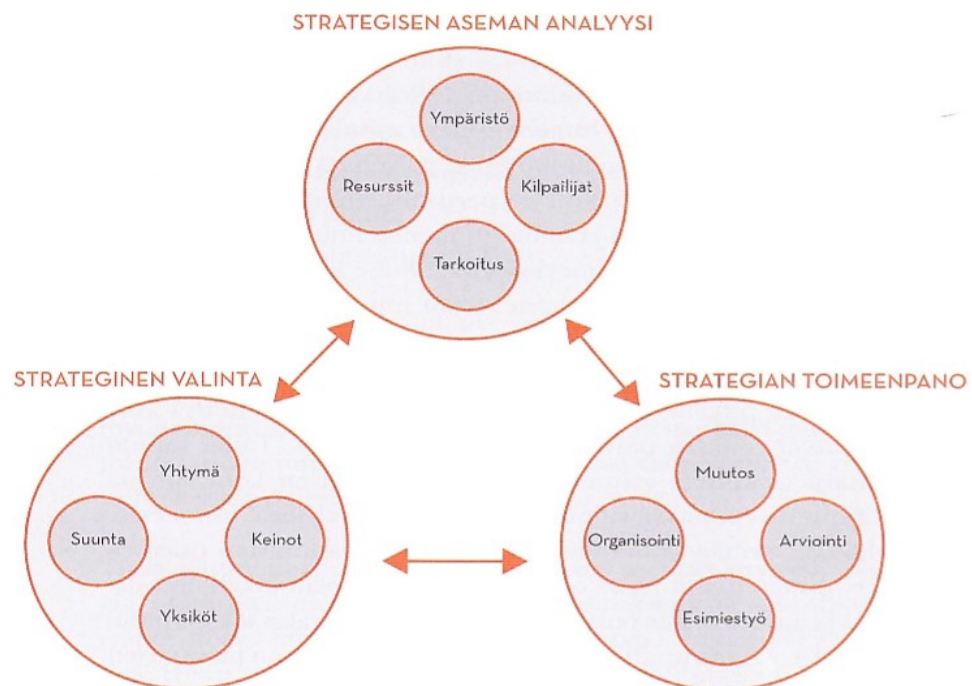 STRATEGISEN ASEMAN ANALYYSI
Ympäristö
Resurssit
Kilpailijat
Tarkoitus
STRATEGINEN VALINTA
STRATEGIAN TOIMEENPANO
Yhtymä
Muutos
Suunta
Keinot
Organisointi
Arviointi
Yksiköt
Esimiestyö